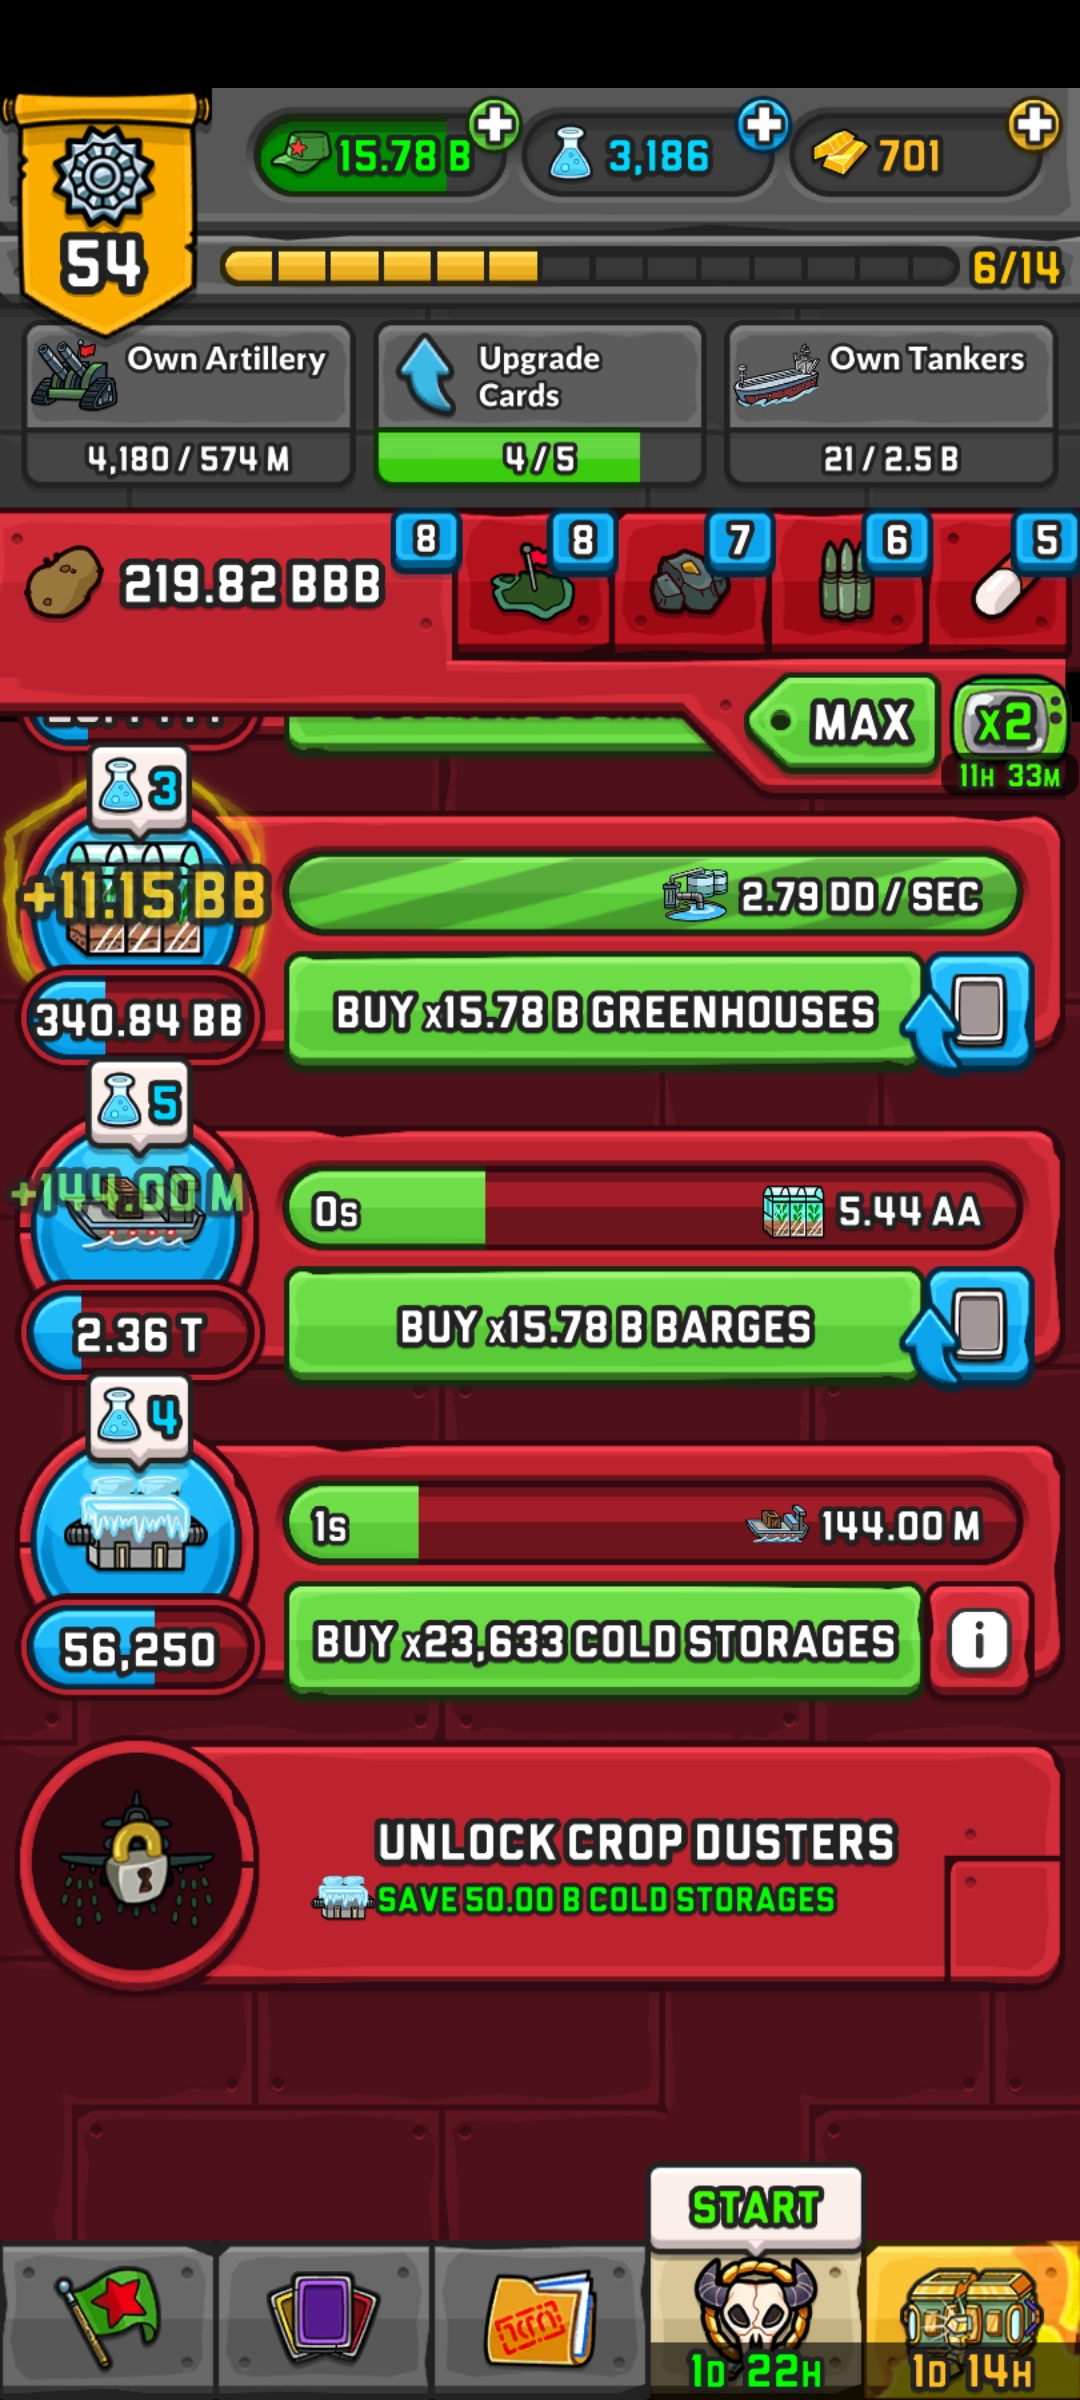 54
15.78 B
3,186
701
6/14
Own Artillery
4,180 / 574 M
Upgrade
Cards
4 / 5
Own Tankers
21 / 2.5 B
219.82 BBB
8
8
7
6
5
MAX
x2
11H 33M
3
+11.15 BB
340.84 BB
2.79 DD / SEC
BUY x15.78 B GREENHOUSES
5
+144.00 M
2.36 T
0s
5.44 AA
BUY x15.78 B BARGES
4
56,250
1s
144.00 M
BUY x23,633 COLD STORAGES
i
UNLOCK CROP DUSTERS
SAVE 50.00 B COLD STORAGES
START
1D 22H
1D 14H